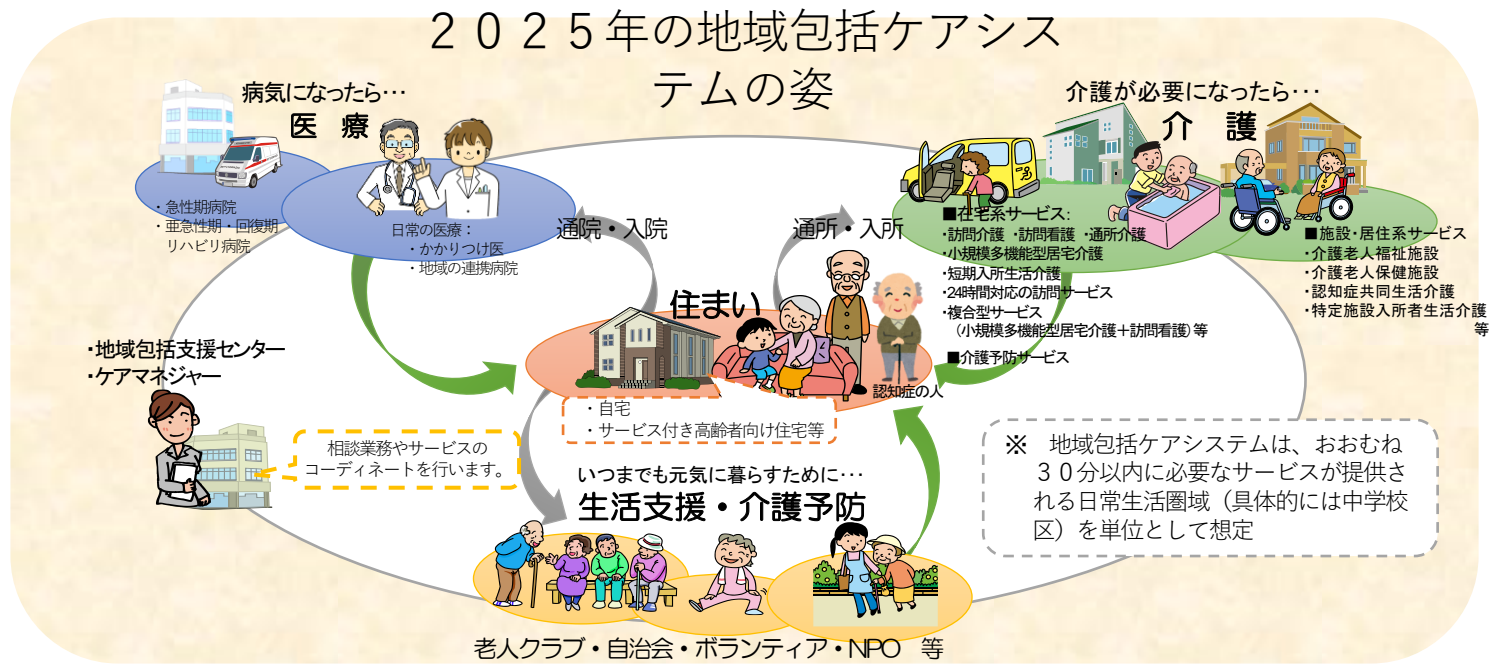 ２０２５年の地域包括ケアシス
テムの姿
病気になったら･･･
医　療
・急性期病院
・亜急性期・回復期
リハビリ病院
日常の医療：
・かかりつけ医
・地域の連携病院
通院・入院
通所・入所
介護が必要になったら･･･
介　護
■在宅系サービス：
・訪問介護 ・訪問看護 ・通所介護
・小規模多機能型居宅介護
・短期入所生活介護
・24時間対応の訪問サービス
・複合型サービス
（小規模多機能型居宅介護＋訪問看護）等
■介護予防サービス
■施設・居住系サービス
・介護老人福祉施設
・介護老人保健施設
・認知症共同生活介護
・特定施設入所者生活介護
等
住まい
認知症の人
・自宅
・サービス付き高齢者向け住宅等
・地域包括支援センター
・ケアマネジャー
相談業務やサービスの
コーディネートを行います。
いつまでも元気に暮らすために･･･
生活支援・介護予防
老人クラブ・自治会・ボランティア・NPO　等
※　地域包括ケアシステムは、おおむね
３０分以内に必要なサービスが提供さ
れる日常生活圏域（具体的には中学校
区）を単位として想定